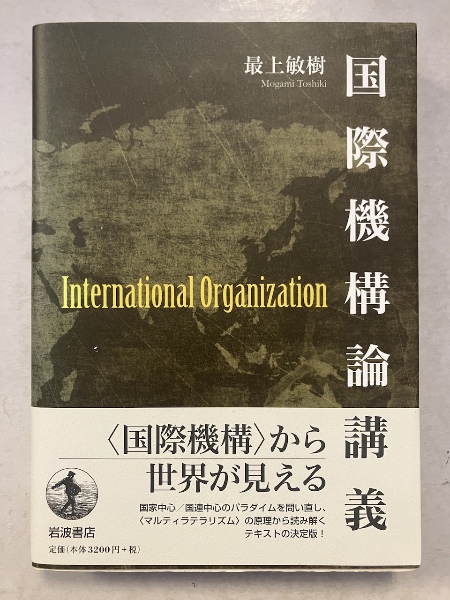 国際機構論講義
最上敏樹
Mogami Toshiki
International Organization
〈国際機構〉から
世界が見える
国家中心／国連中心のパラダイムを問い直し、
〈マルティラテラリズム〉の原理から読み解く
テキストの決定版！
岩波書店
定価（本体3200円＋税）